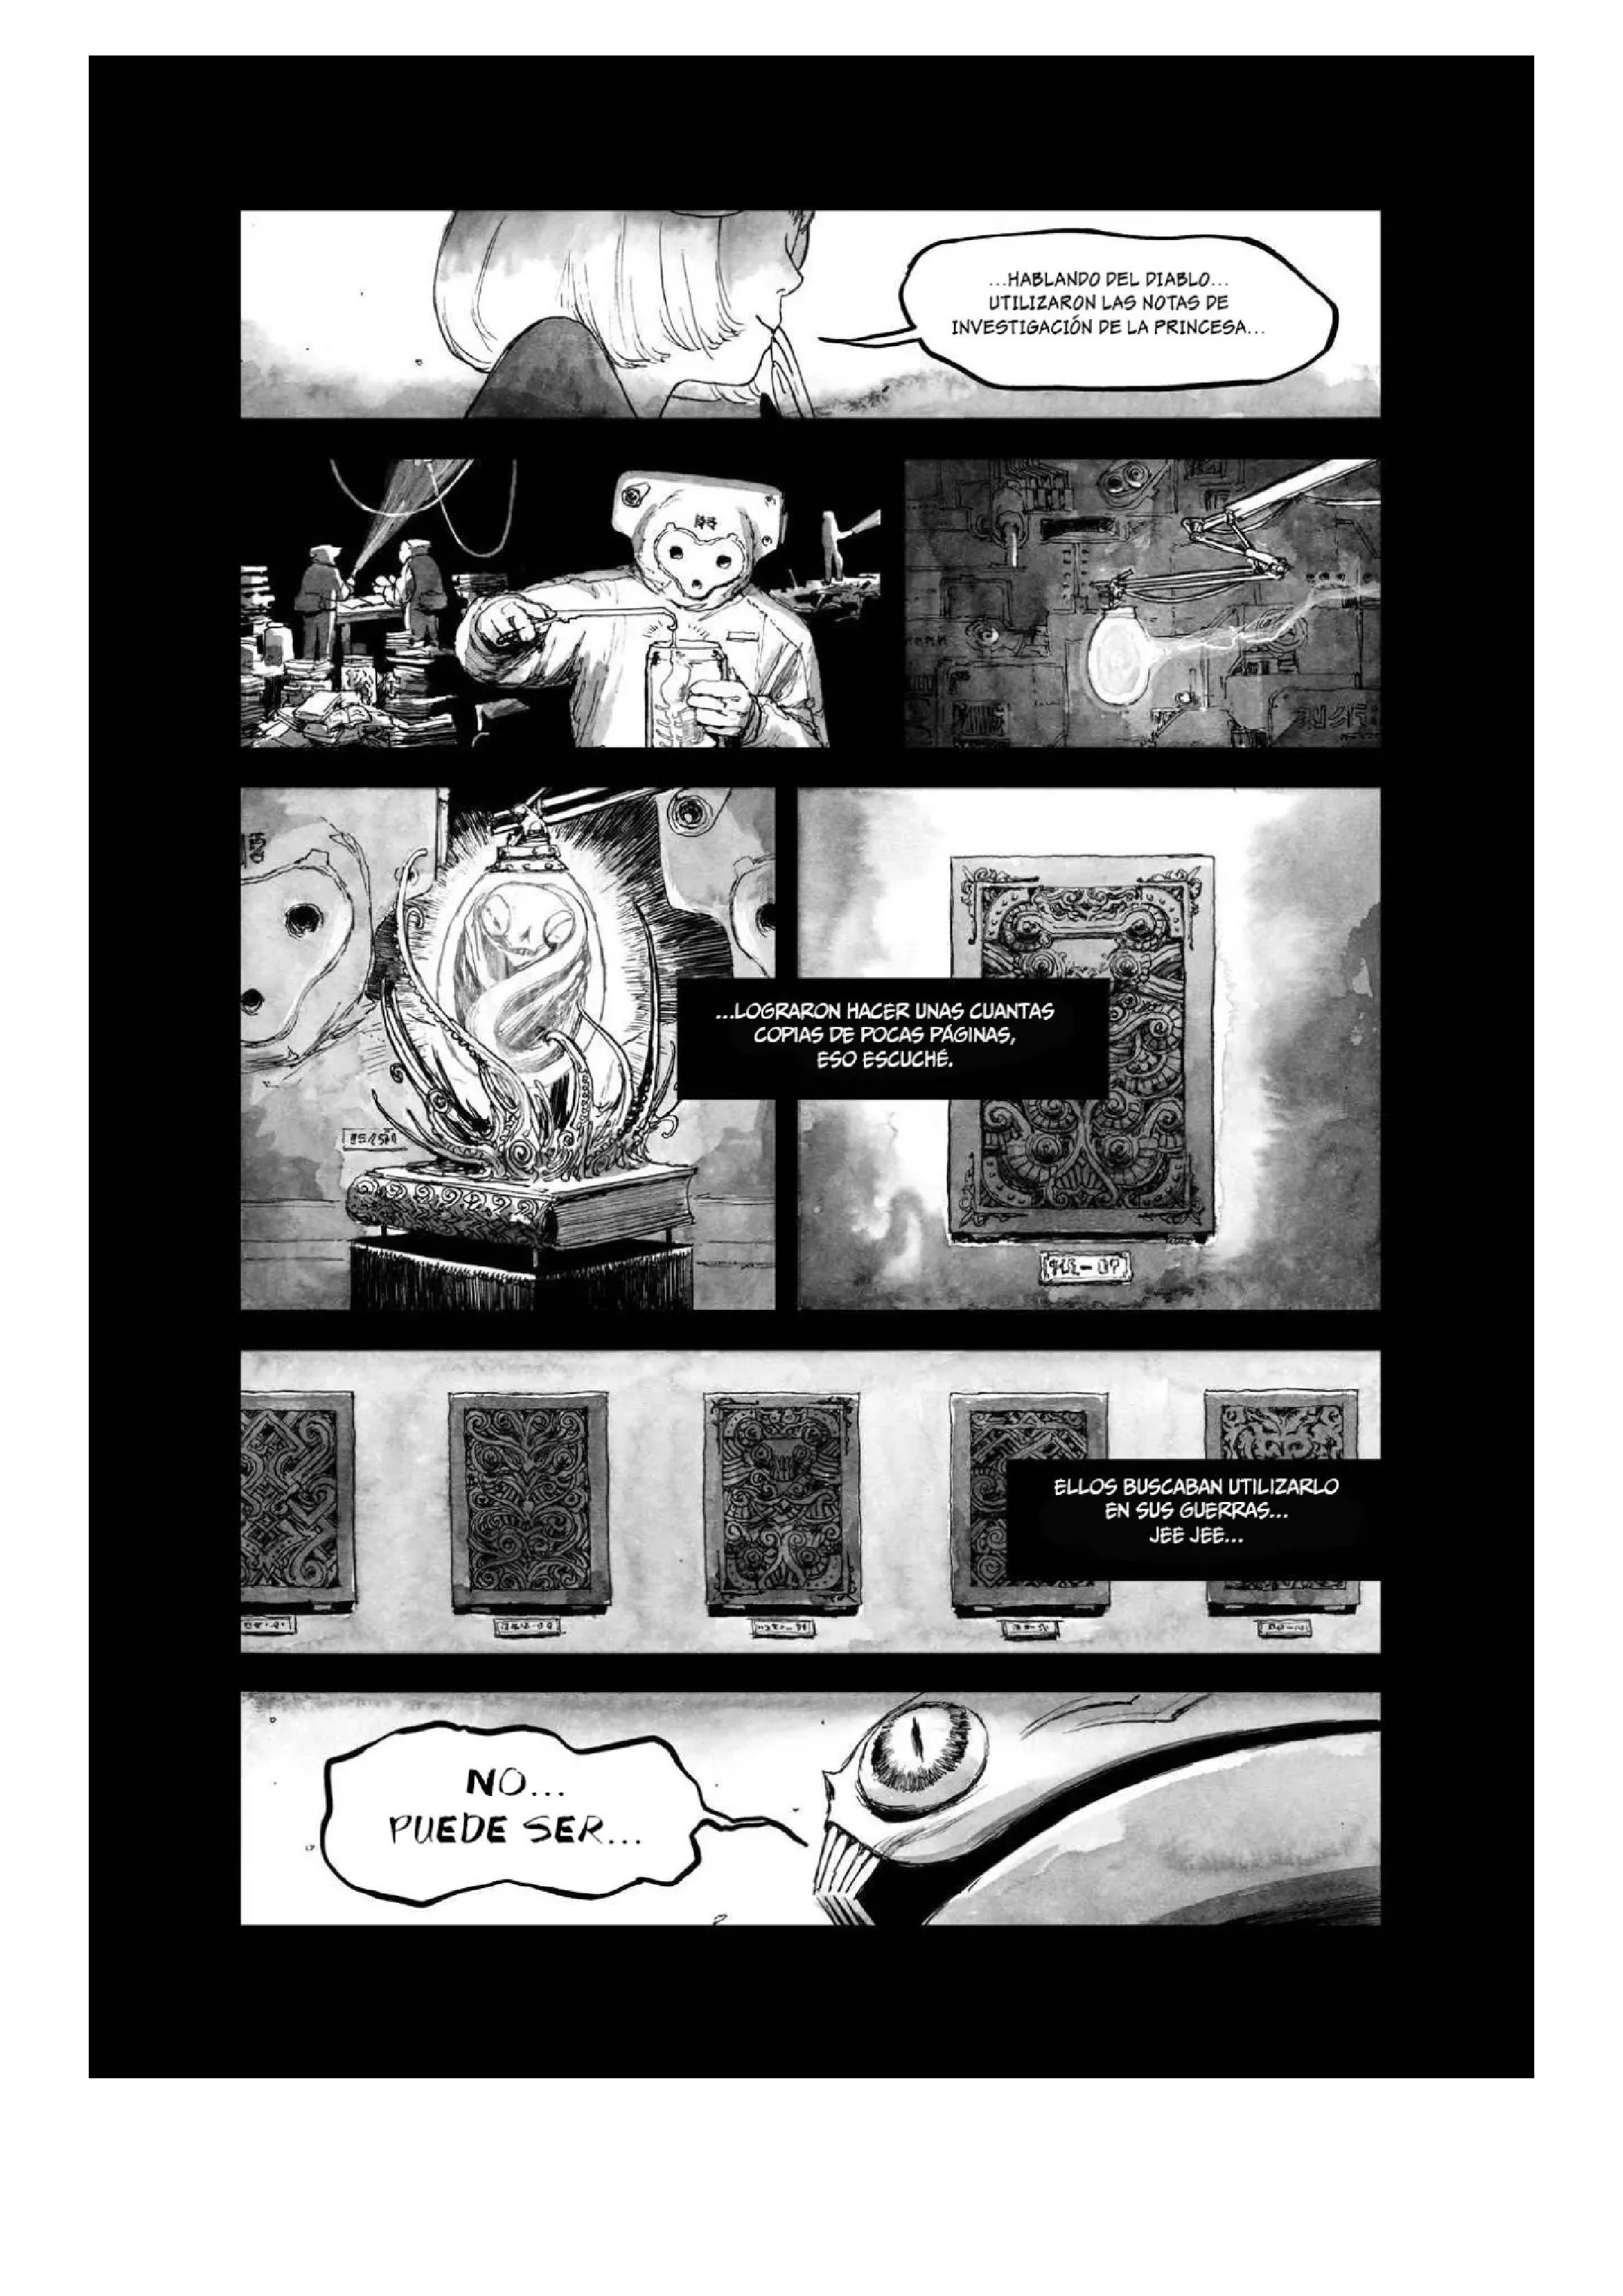 ...HABLANDO DEL DIABLO...
UTILIZARON LAS NOTAS DE
INVESTIGACIÓN DE LA PRINCESA...
...LOGRARON HACER UNAS CUANTAS
COPIAS DE POCAS PÁGINAS,
ESO ESCUCHÉ.
ELLOS BUSCABAN UTILIZARLO
EN SUS GUERRAS...
JEE JEE...
NO...
PUEDE SER...